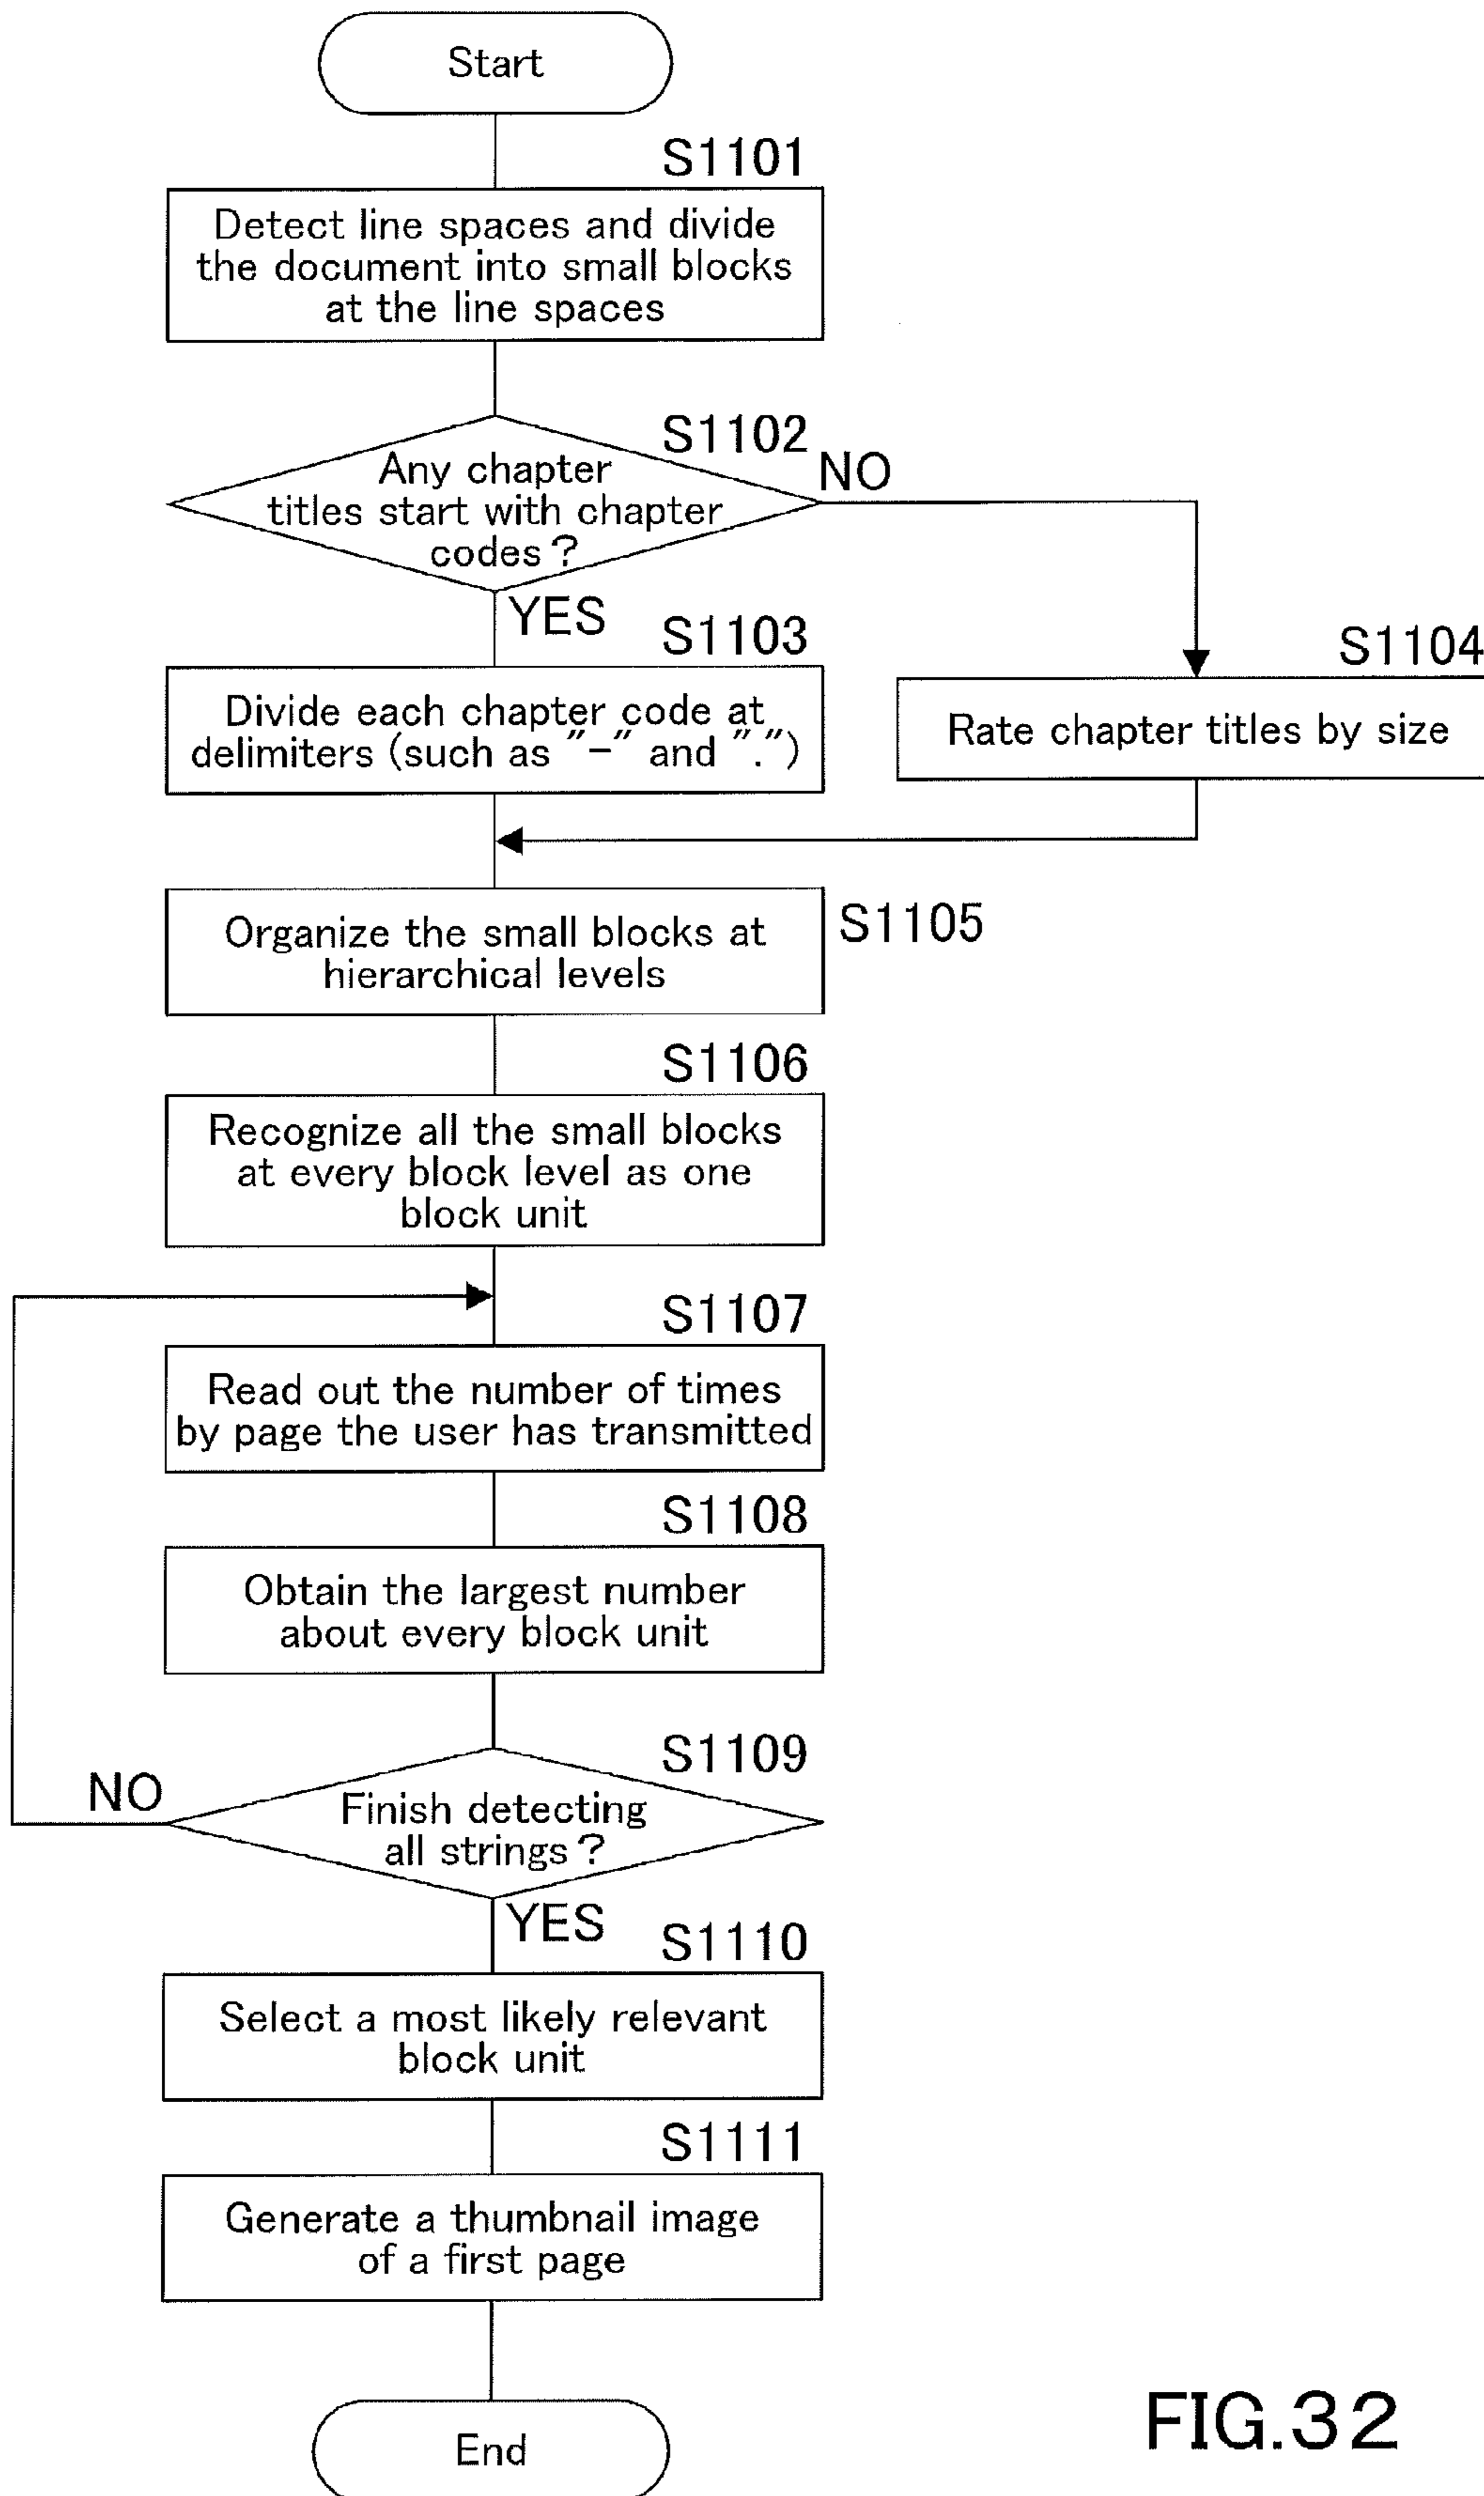 Start
S1101
Detect line spaces and divide
the document into small blocks
at the line spaces
S1102
Any chapter
titles start with chapter
codes ?
NO
YES
S1103
Divide each chapter code at
delimiters (such as "-" and ".")
S1104
Rate chapter titles by size
Organize the small blocks at
hierarchical levels
S1105
S1106
Recognize all the small blocks
at every block level as one
block unit
S1107
Read out the number of times
by page the user has transmitted
S1108
Obtain the largest number
about every block unit
S1109
NO
Finish detecting
all strings ?
YES
S1110
Select a most likely relevant
block unit
S1111
Generate a thumbnail image
of a first page
End
FIG.32